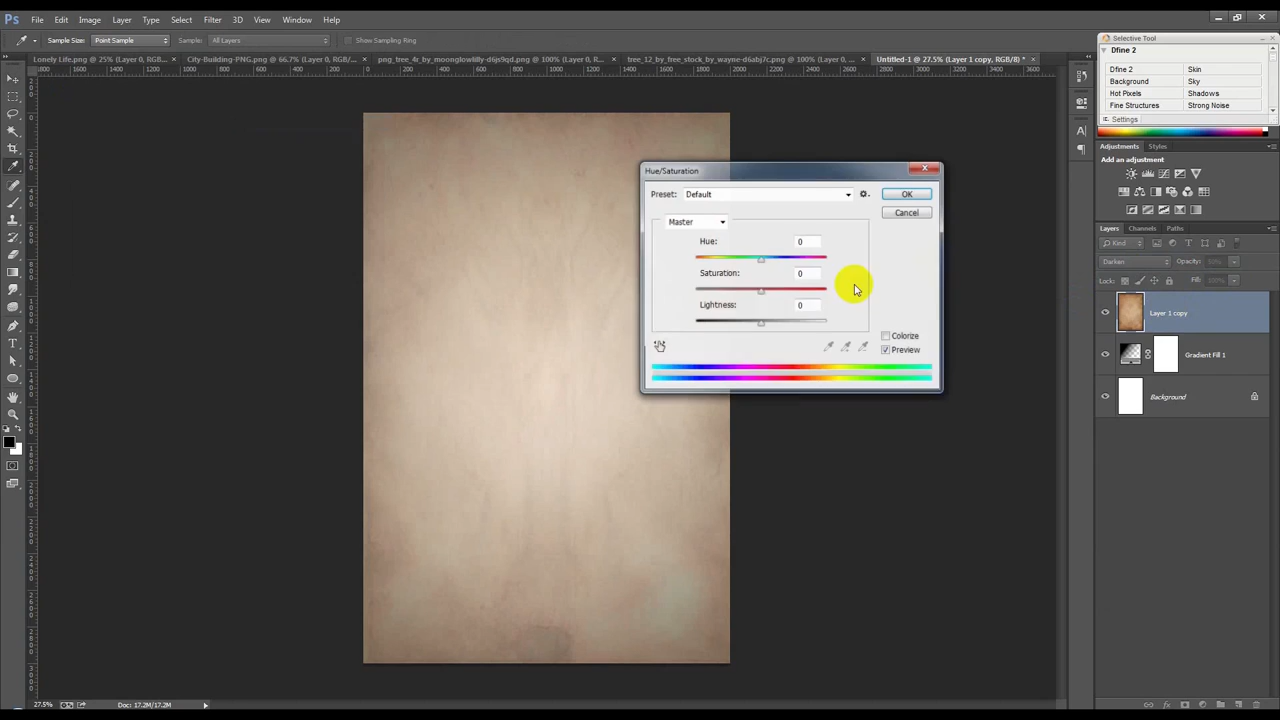 Ps File Edit Image Layer Type Select Filter 3D View Window Help
Sample Size: Point Sample Sample: All Layers Show Sampling Ring
Lonely Life.png @ 25% (Layer 0, RGB... × City-Building-PNG.png @ 66.7% (Layer 0, RGB/... × png_tree_4r_by_moonglowlilly-d6js9qd.png @ 100% (Layer 0, R... × tree_12_by_free_stock_by_wayne-d6abj7c.png @ 100% (Layer 0, ... × Untitled-1 @ 27.5% (Layer 1 copy, RGB/8) * ×
Selective Tool
Dfine 2
Dfine 2 Skin
Background Sky
Hot Pixels Shadows
Fine Structures Strong Noise
Settings
Adjustments Styles
Add an adjustment
Layers Channels Paths
Kind
Darken Opacity:
Lock: Fill: 100%
Layer 1 copy
Gradient Fill 1
Background
Hue/Saturation
Preset: Default OK
Cancel
Master
Hue: 0
Saturation: 0
Lightness: 0
Colorize
Preview
27.5% Doc: 17.2M/17.2M